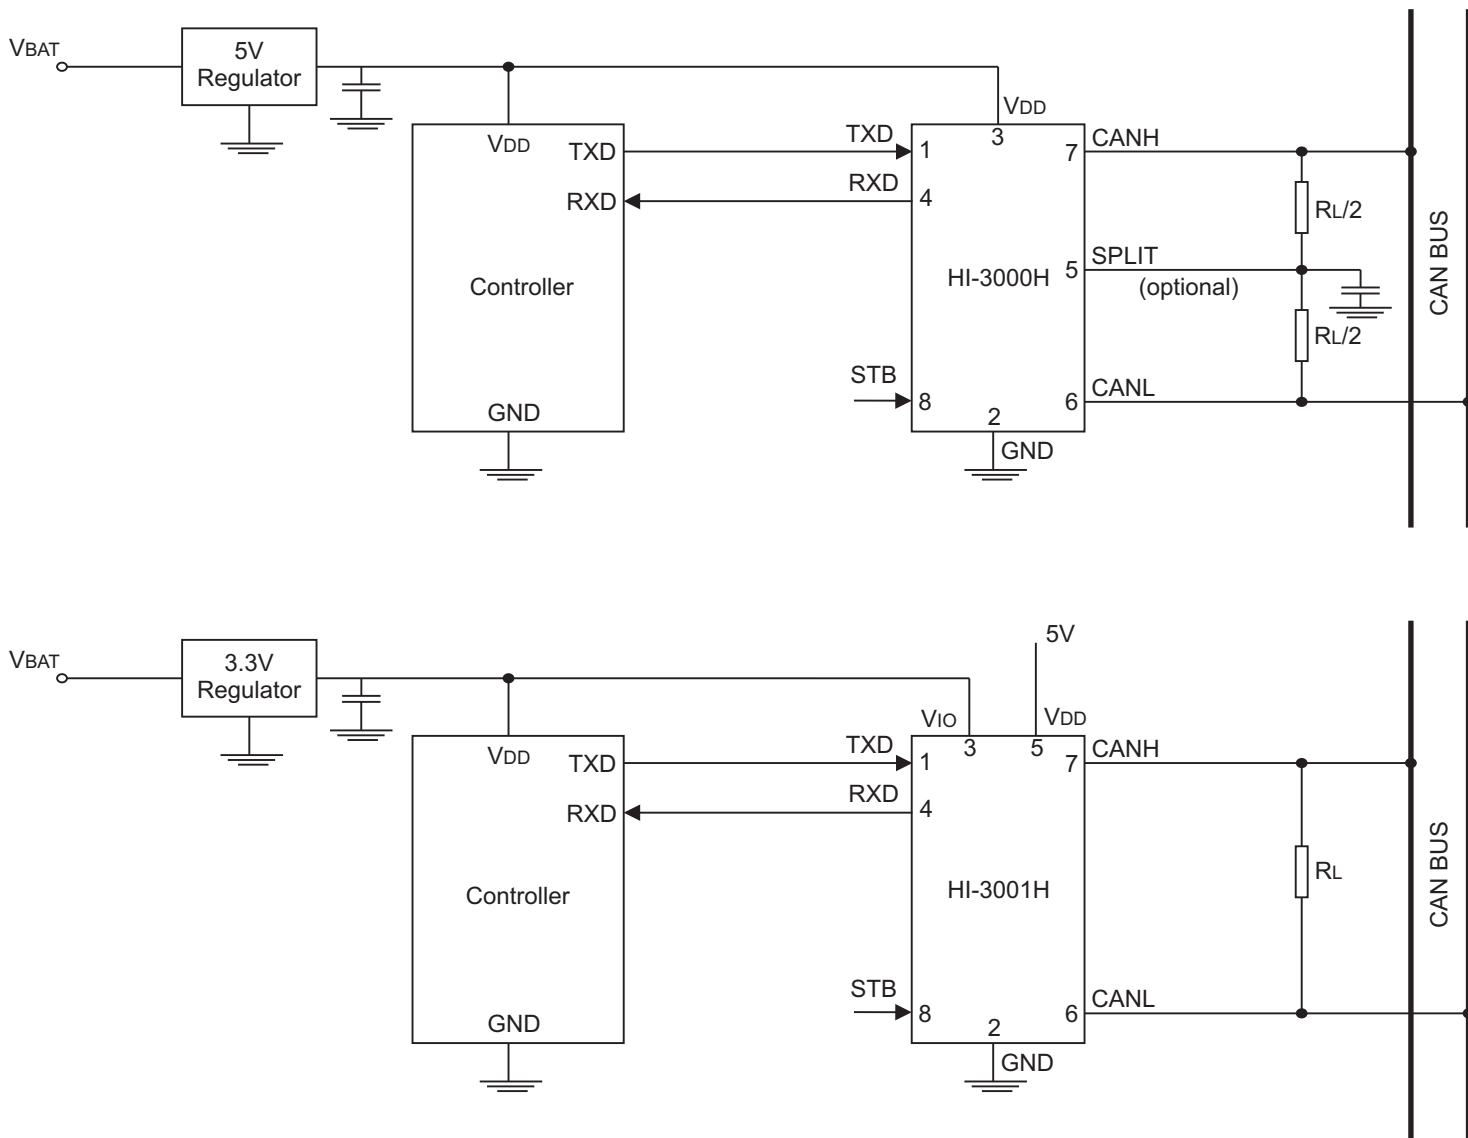 VBAT
5V
Regulator
VDD
TXD
RXD
Controller
GND
TXD
RXD
STB
VDD
3
1
4
8
HI-3000H
2
GND
7
5
6
CANH
SPLIT
(optional)
CANL
RL/2
RL/2
CAN BUS
VBAT
3.3V
Regulator
VDD
TXD
RXD
Controller
GND
TXD
RXD
STB
5V
VIO
VDD
3
5
1
4
8
HI-3001H
2
GND
7
6
CANH
CANL
RL
CAN BUS